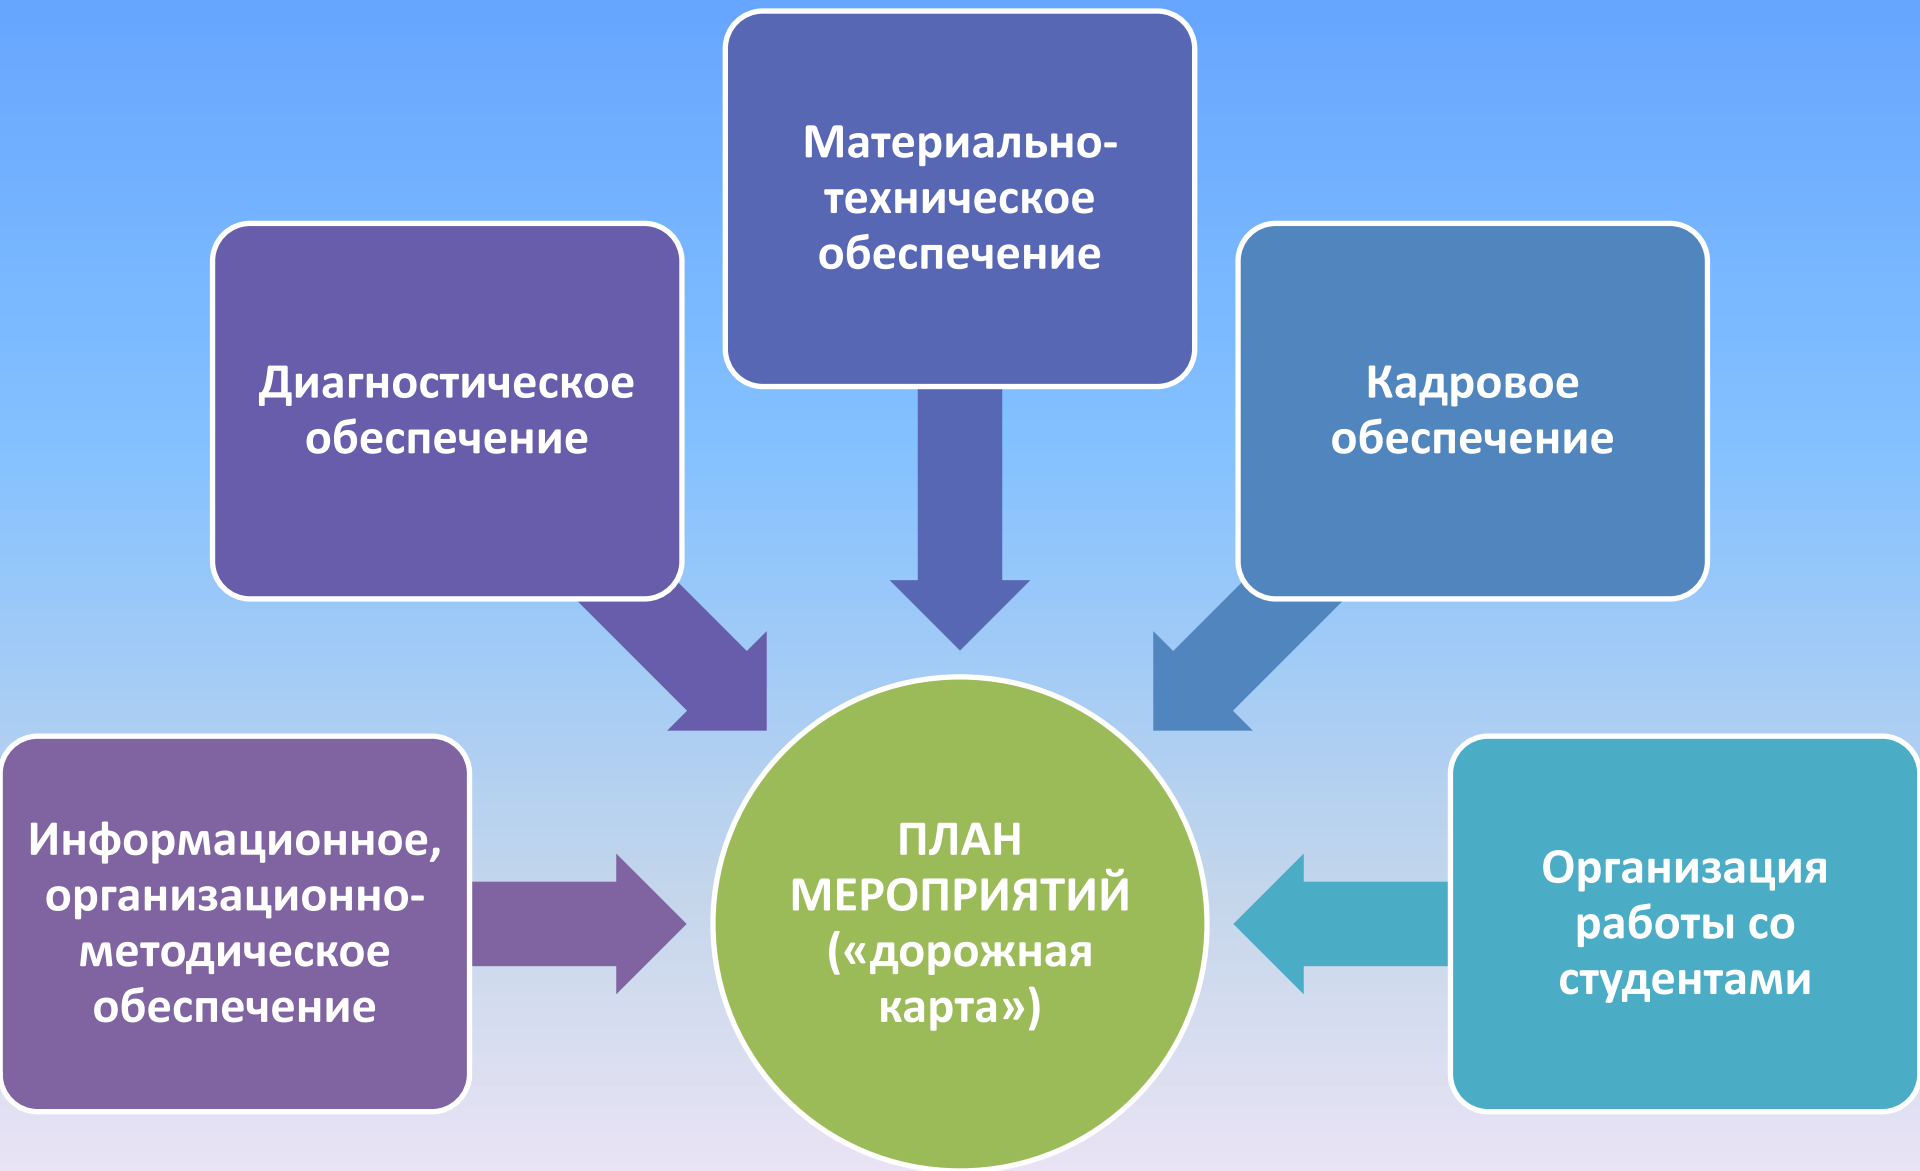 Материально-
техническое
обеспечение
Диагностическое
обеспечение
Кадровое
обеспечение
Информационное,
организационно-
методическое
обеспечение
ПЛАН
МЕРОПРИЯТИЙ
(«дорожная
карта»)
Организация
работы со
студентами